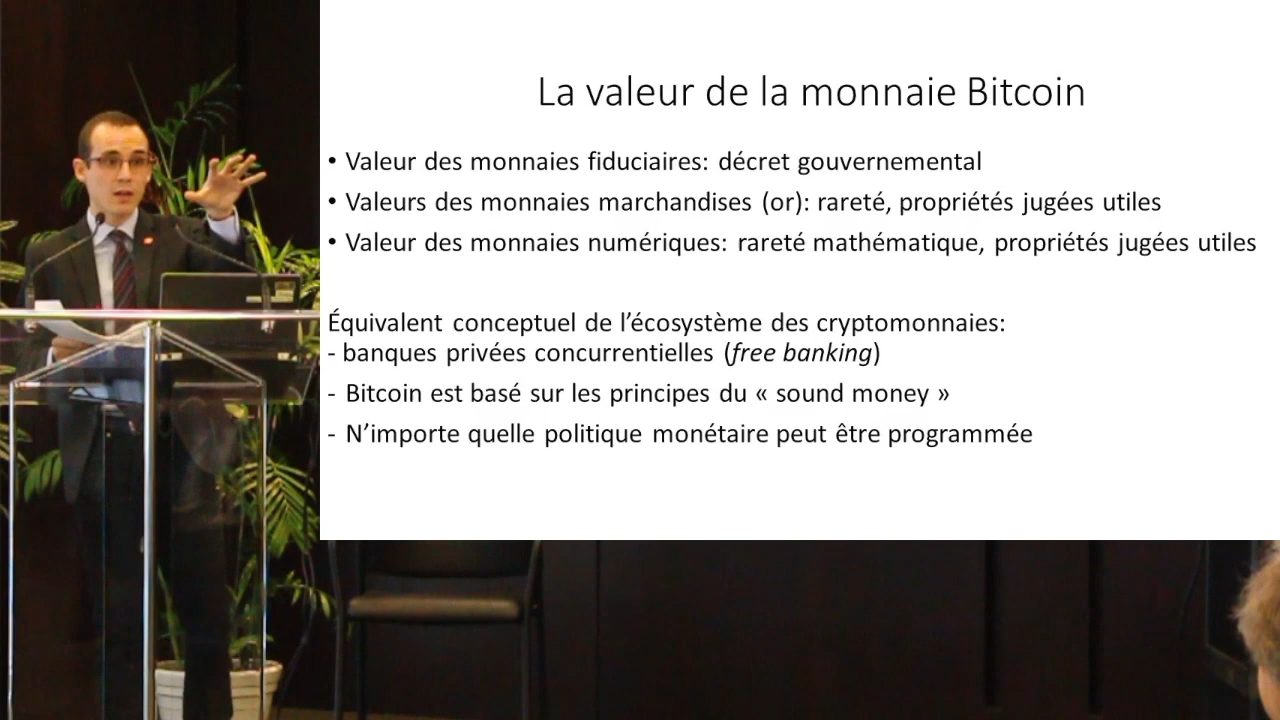 La valeur de la monnaie Bitcoin
• Valeur des monnaies fiduciaires: décret gouvernemental
• Valeurs des monnaies marchandises (or): rareté, propriétés jugées utiles
• Valeur des monnaies numériques: rareté mathématique, propriétés jugées utiles
Équivalent conceptuel de l’écosystème des cryptomonnaies:
- banques privées concurrentielles (free banking)
- Bitcoin est basé sur les principes du « sound money »
- N’importe quelle politique monétaire peut être programmée